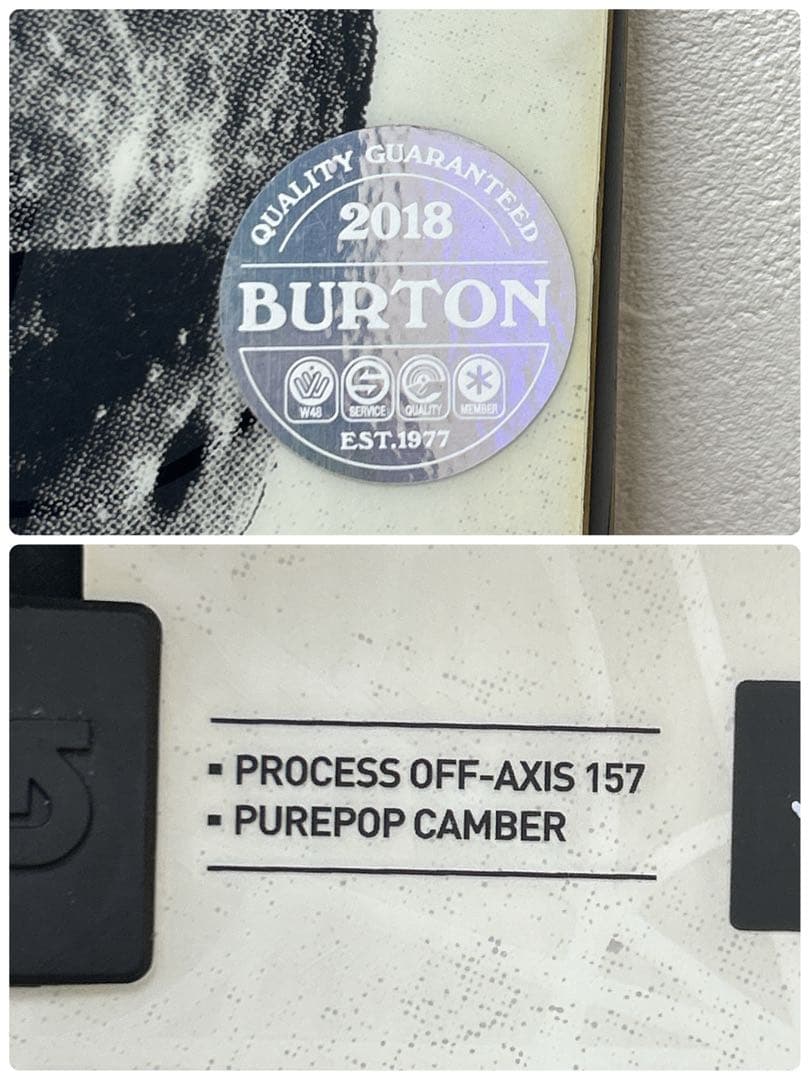 QUALITY GUARANTEED
2018
BURTON
W48 SERVICE QUALITY MEMBER
EST.1977
▪ PROCESS OFF-AXIS 157
▪ PUREPOP CAMBER